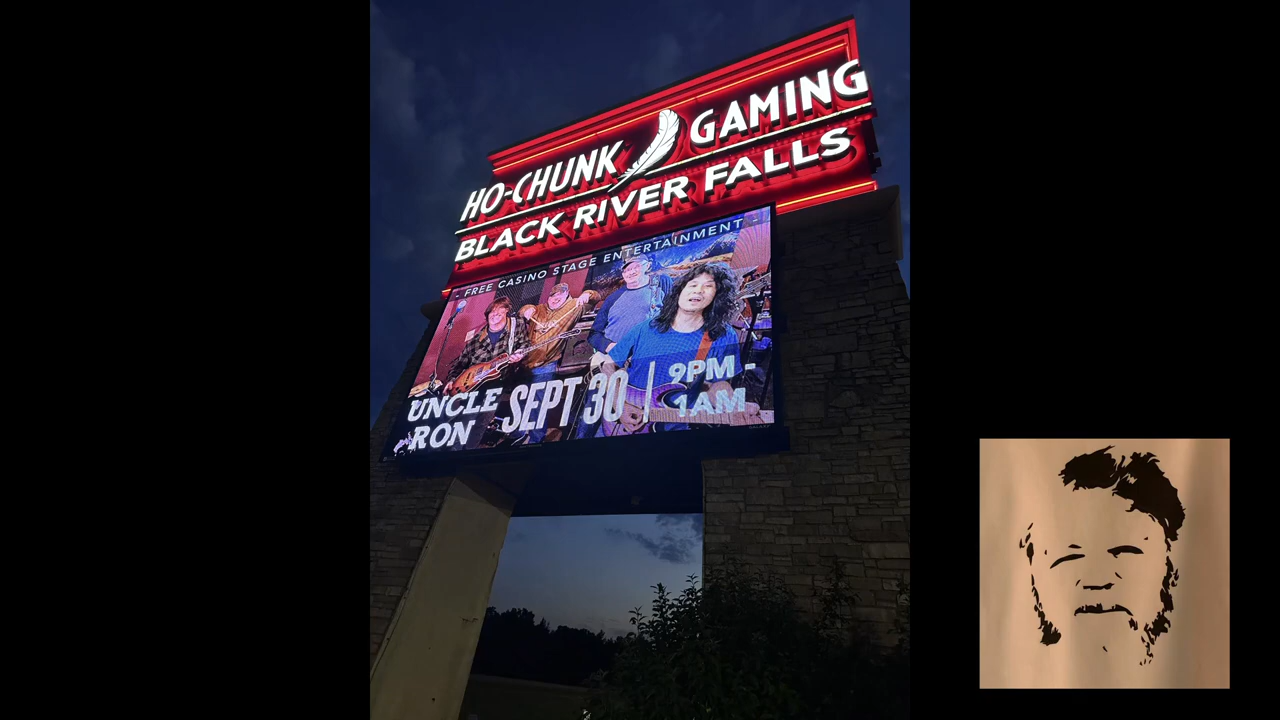 HO-CHUNK GAMING
BLACK RIVER FALLS
- FREE CASINO STAGE ENTERTAINMENT -
UNCLE RON
SEPT 30
9PM - 1AM